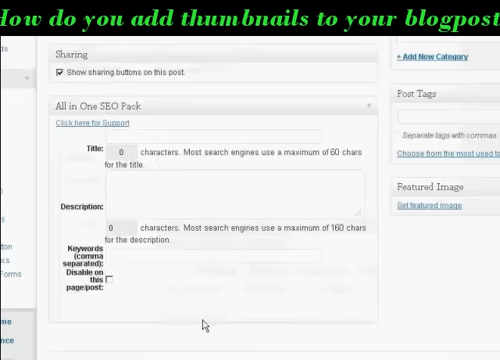 How do you add thumbnails to your blogpost
Sharing
Show sharing buttons on this post.
All in One SEO Pack
Click here for Support
Title:
0 characters. Most search engines use a maximum of 60 chars
for the title.
Description:
0 characters. Most search engines use a maximum of 160 chars
for the description.
Keywords
(comma
separated):
Disable on
this
page/post:
+ Add New Category
Post Tags
Separate tags with commas
Choose from the most used
Featured Image
Set featured image
Forms